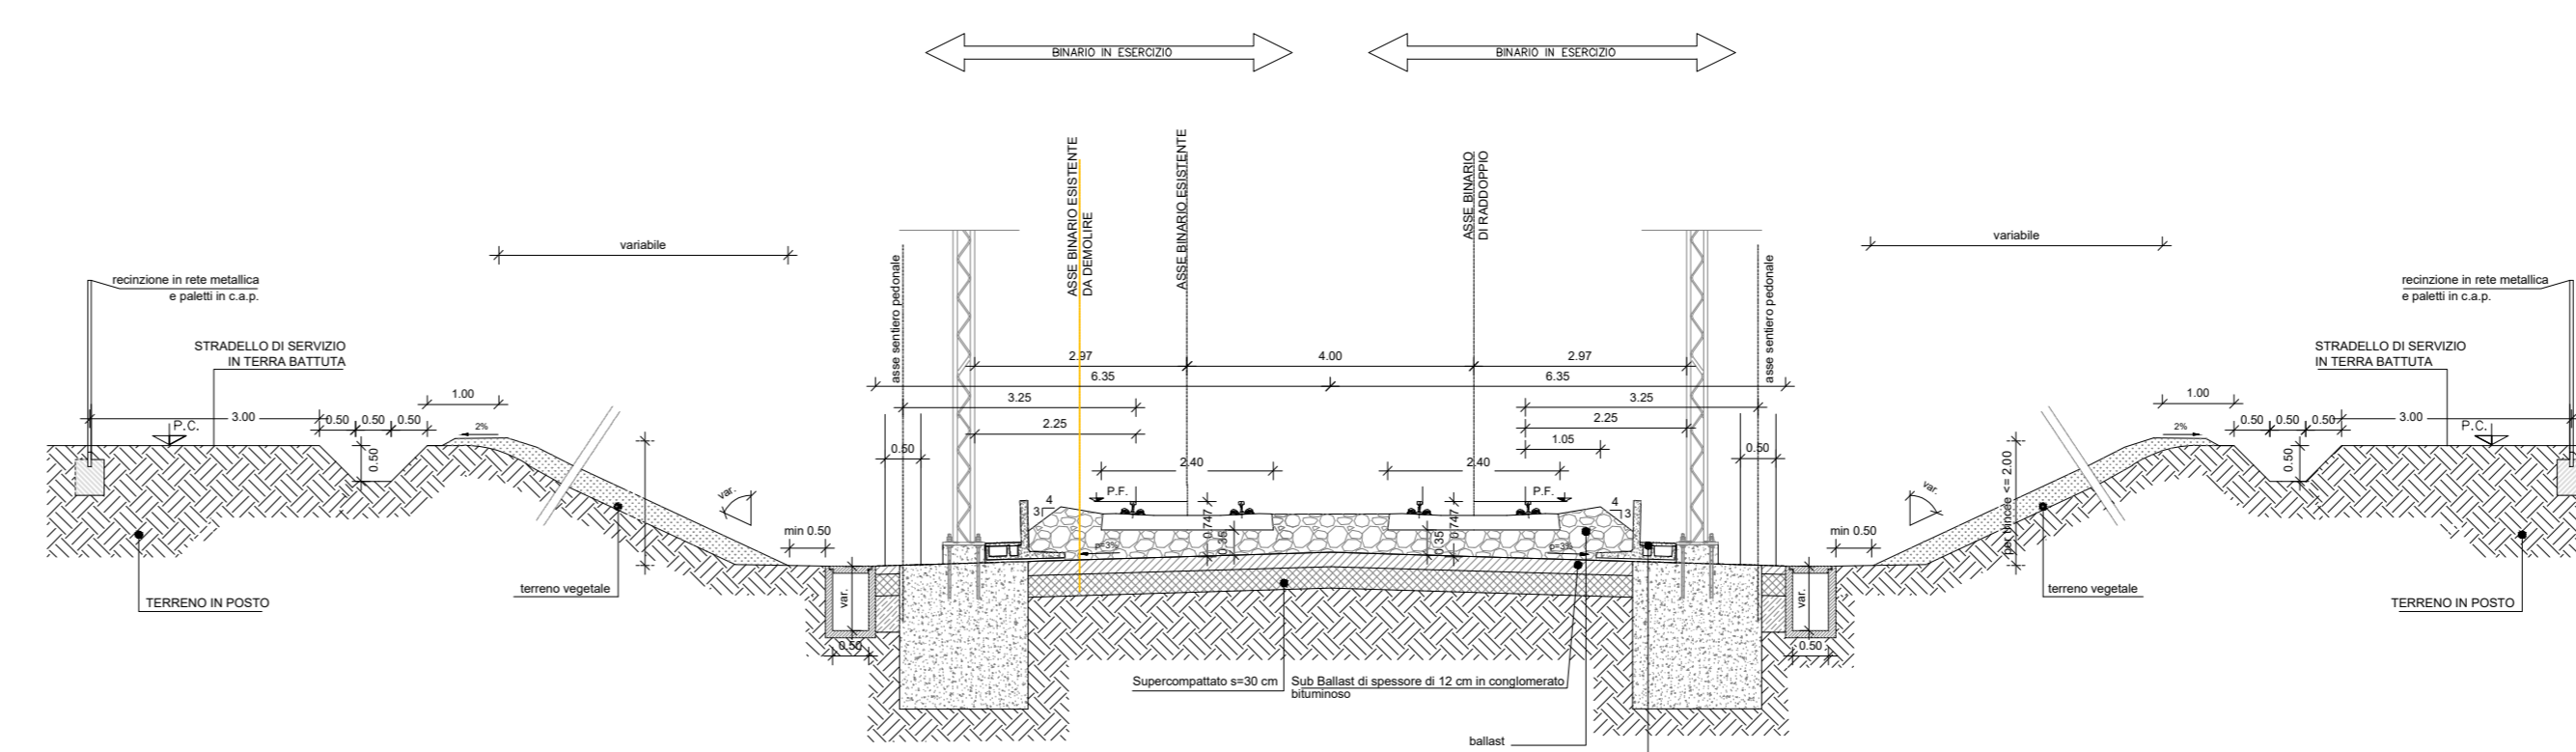 BINARIO IN ESERCIZIO
BINARIO IN ESERCIZIO
ASSE BINARIO ESISTENTE
DA DEMOLIRE
ASSE BINARIO ESISTENTE
ASSE BINARIO
DI RADDOPPIO
variabile
variabile
asse sentiero pedonale
asse sentiero pedonale
recinzione in rete metallica
e paletti in c.a.p.
recinzione in rete metallica
e paletti in c.a.p.
STRADELLO DI SERVIZIO
IN TERRA BATTUTA
STRADELLO DI SERVIZIO
IN TERRA BATTUTA
2.97
4.00
2.97
6.35
6.35
1.00
3.25
3.25
1.00
3.00
0.50
0.50
0.50
2.25
2.25
0.50
0.50
0.50
3.00
P.C.
2%
2%
P.C.
1.05
0.50
0.50
0.50
0.50
2.40
2.40
per trincee <= 2.00
var.
P.F.
P.F.
var.
4
3
4
3
0.747
0.35
0.35
0.747
min 0.50
min 0.50
p=3%
p=3%
terreno vegetale
var.
var.
terreno vegetale
TERRENO IN POSTO
TERRENO IN POSTO
0.50
0.50
Supercompattato s=30 cm
Sub Ballast di spessore di 12 cm in conglomerato
bituminoso
ballast